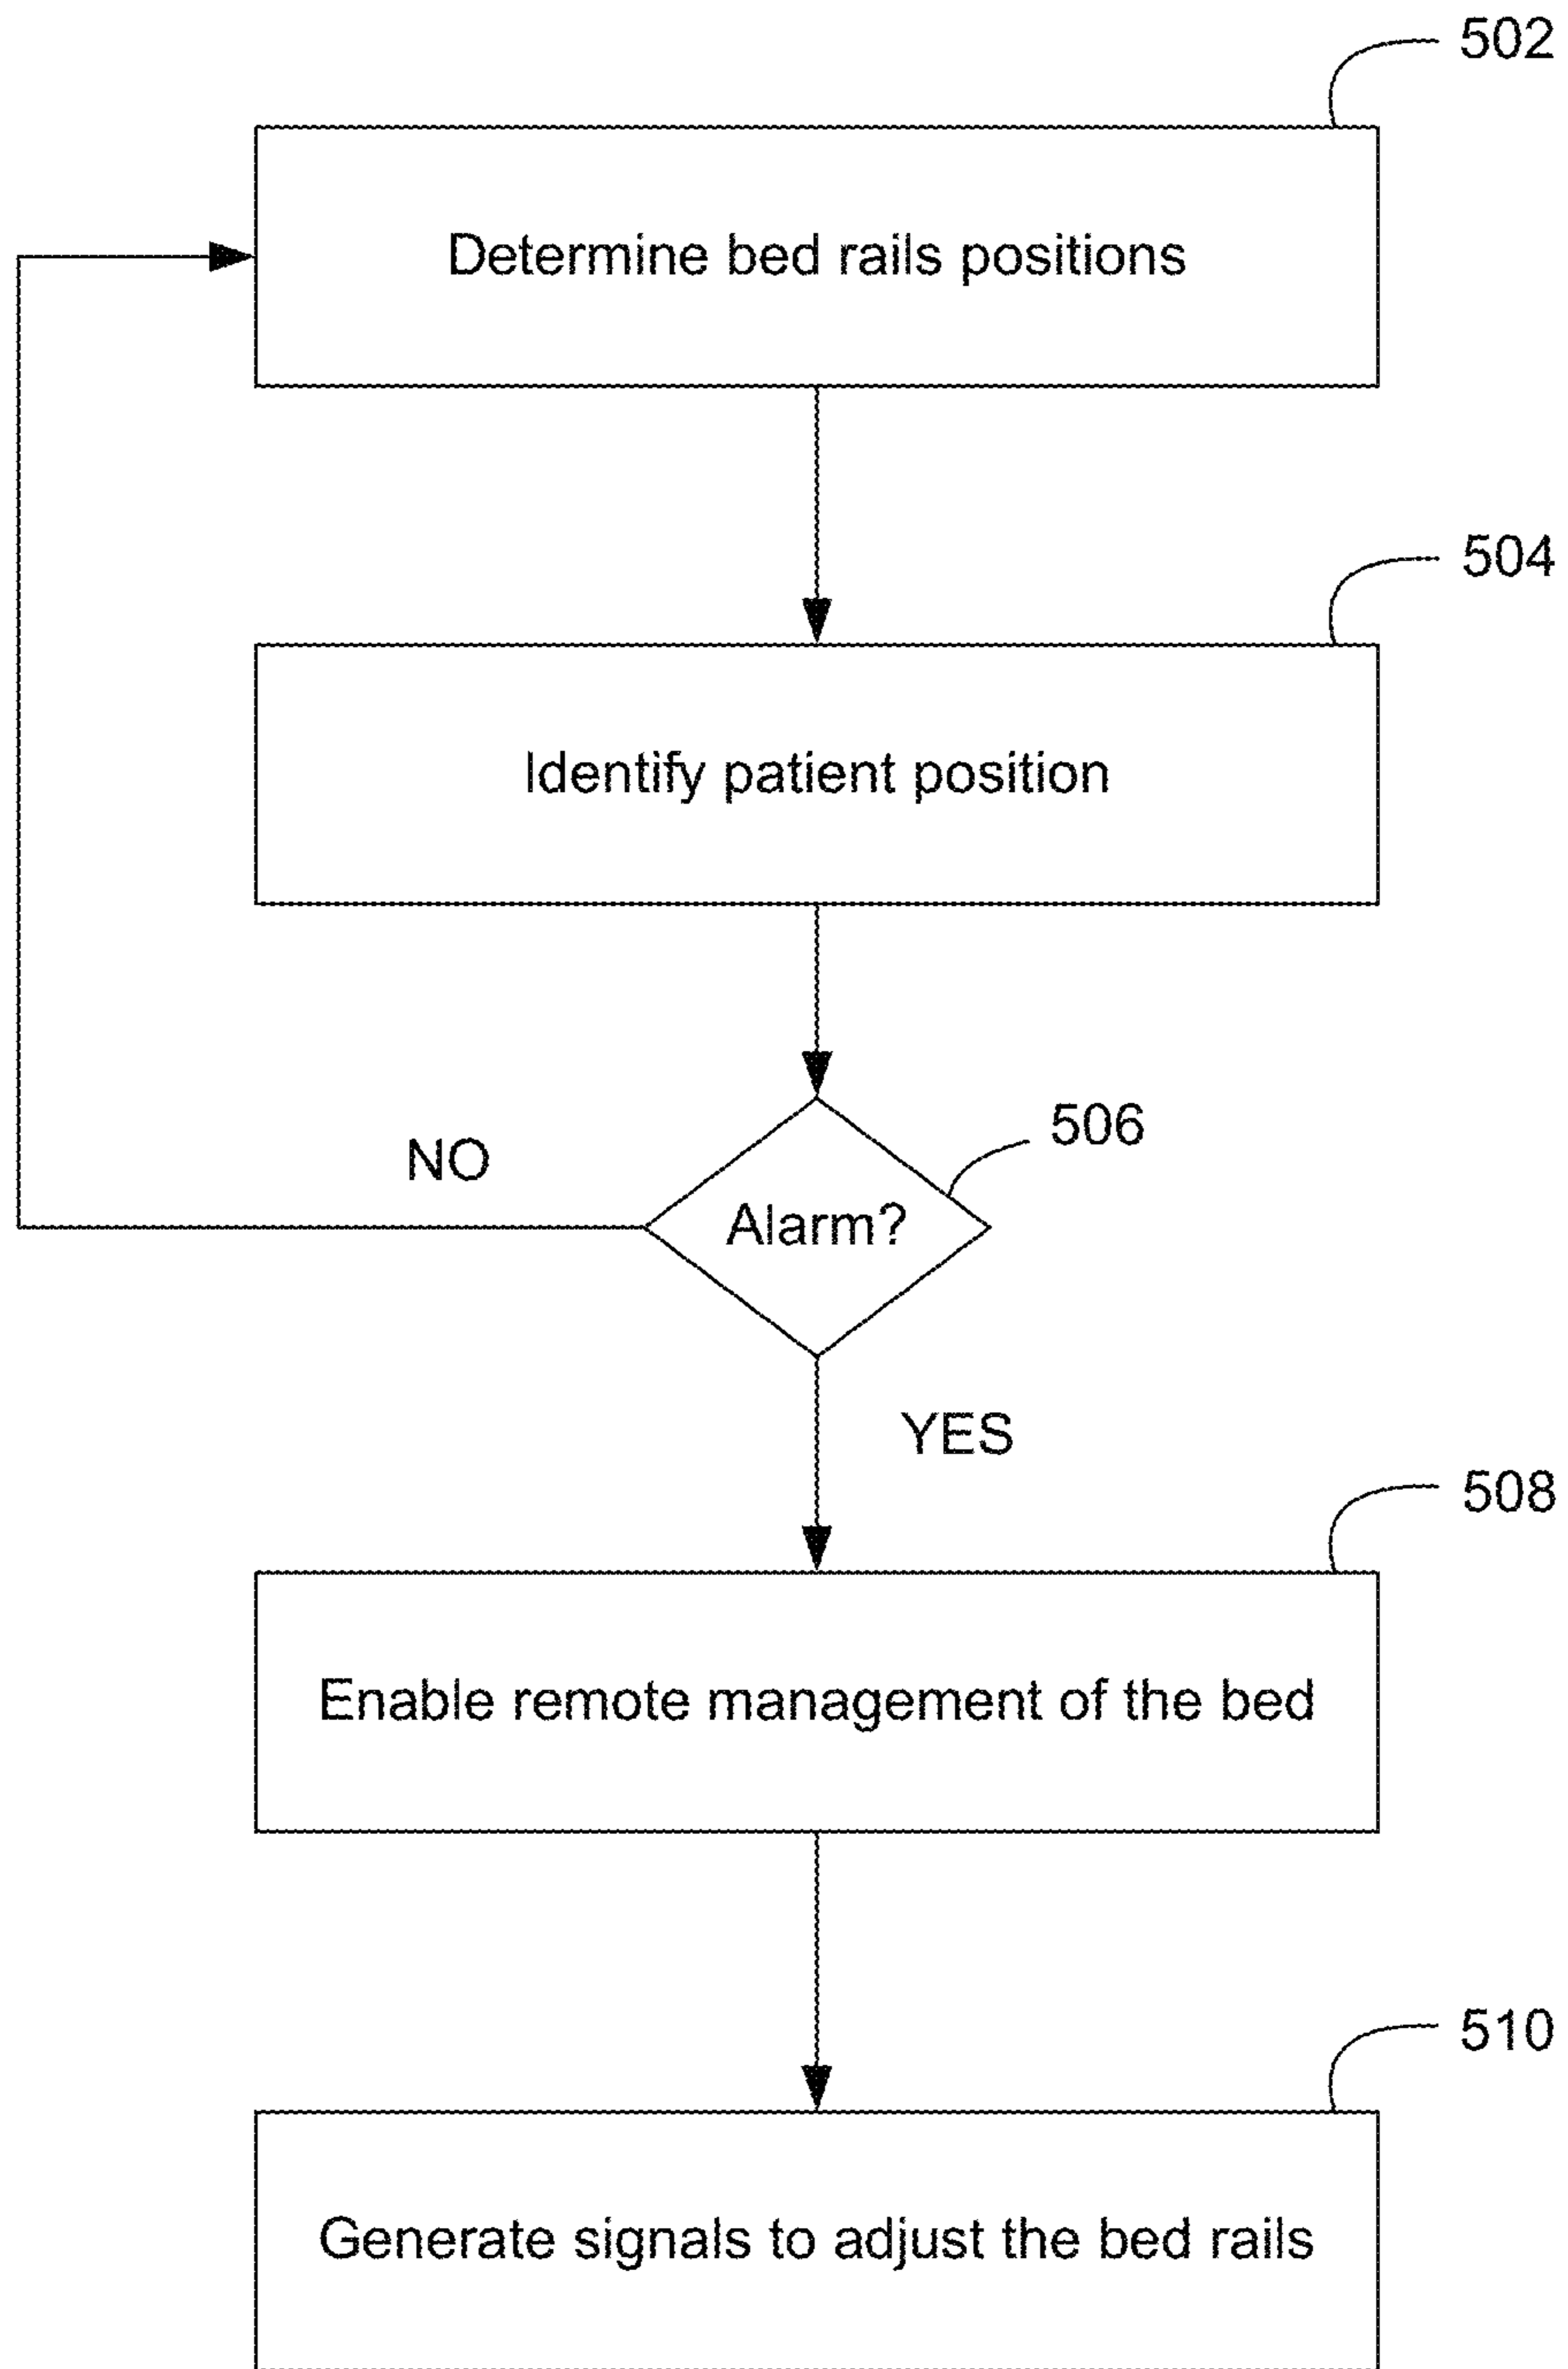 502
Determine bed rails positions
504
Identify patient position
506
NO
Alarm?
YES
508
Enable remote management of the bed
510
Generate signals to adjust the bed rails